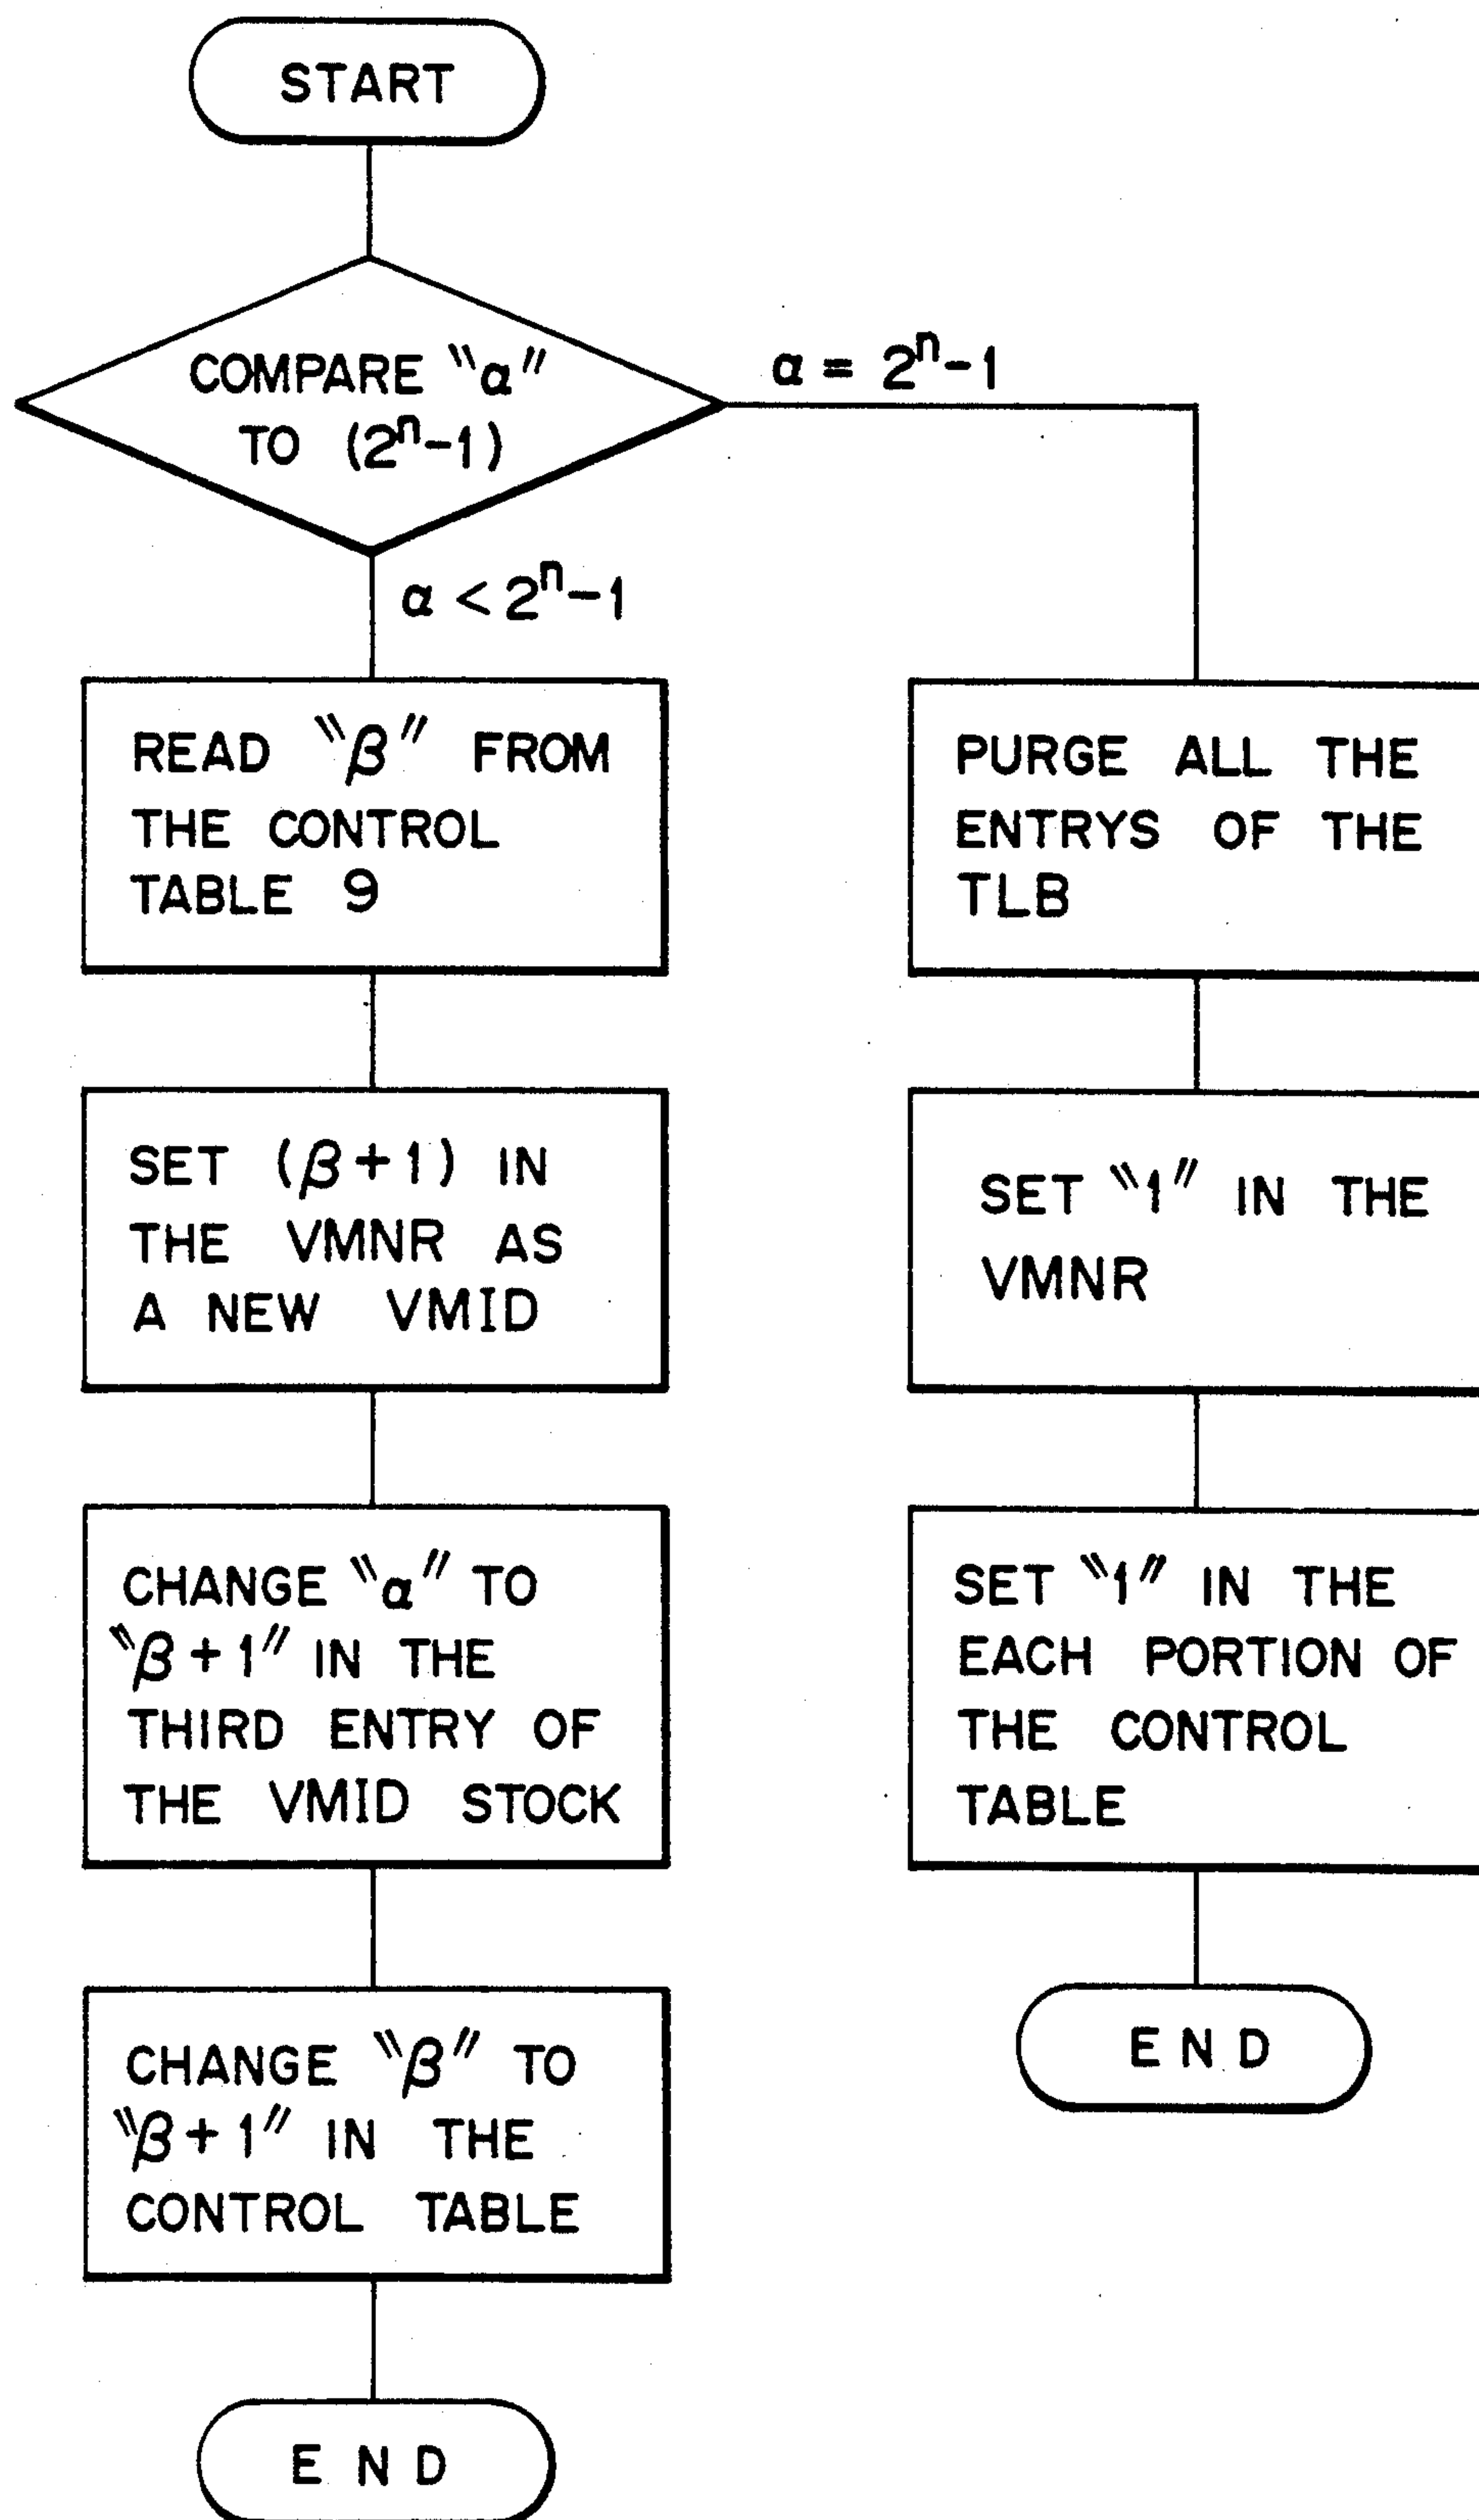 START
COMPARE "α"
TO (2ⁿ-1)
α = 2ⁿ-1
α < 2ⁿ-1
READ "β" FROM
THE CONTROL
TABLE 9
SET (β+1) IN
THE VMNR AS
A NEW VMID
CHANGE "α" TO
"β+1" IN THE
THIRD ENTRY OF
THE VMID STOCK
CHANGE "β" TO
"β+1" IN THE
CONTROL TABLE
END
PURGE ALL THE
ENTRYS OF THE
TLB
SET "1" IN THE
VMNR
SET "1" IN THE
EACH PORTION OF
THE CONTROL
TABLE
END